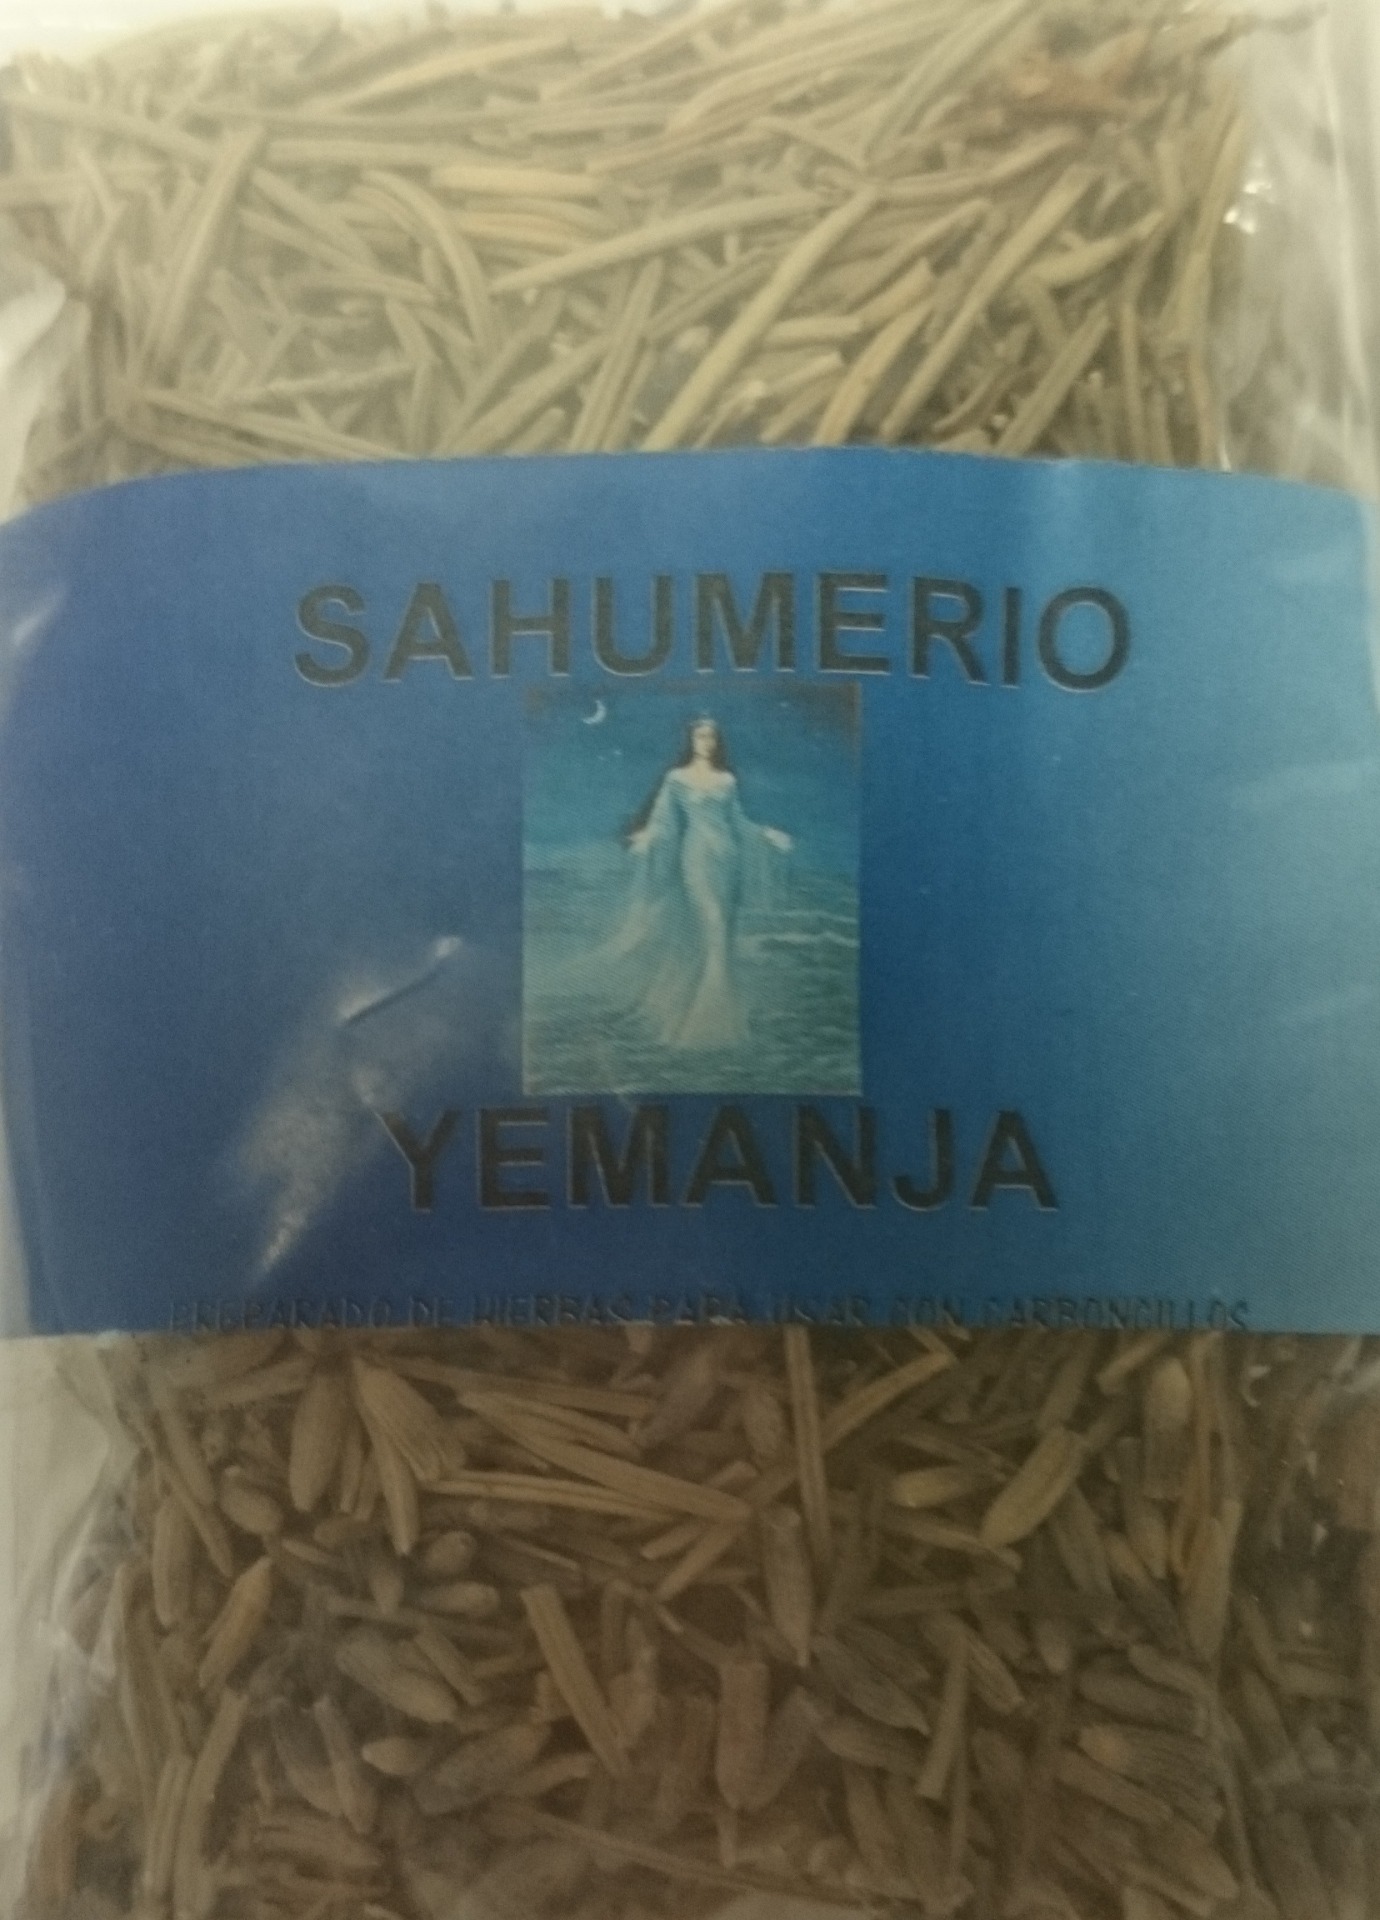 SAHUMERIO
YEMANJA
PREPARADO DE HIERBAS PARA USAR CON CARBONCILLOS